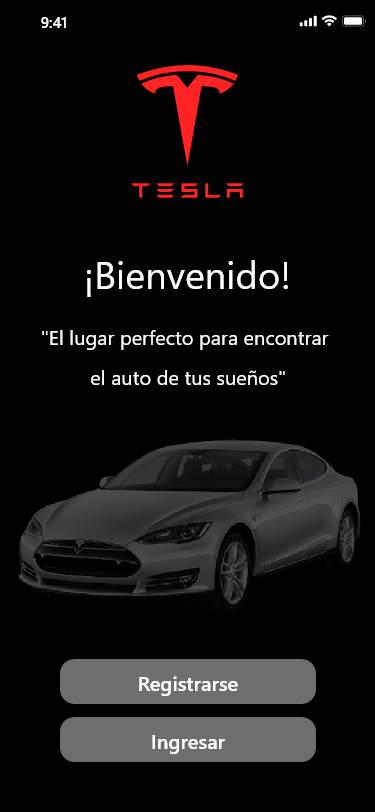 9:41
TESLA
¡Bienvenido!
"El lugar perfecto para encontrar
el auto de tus sueños"
Registrarse
Ingresar